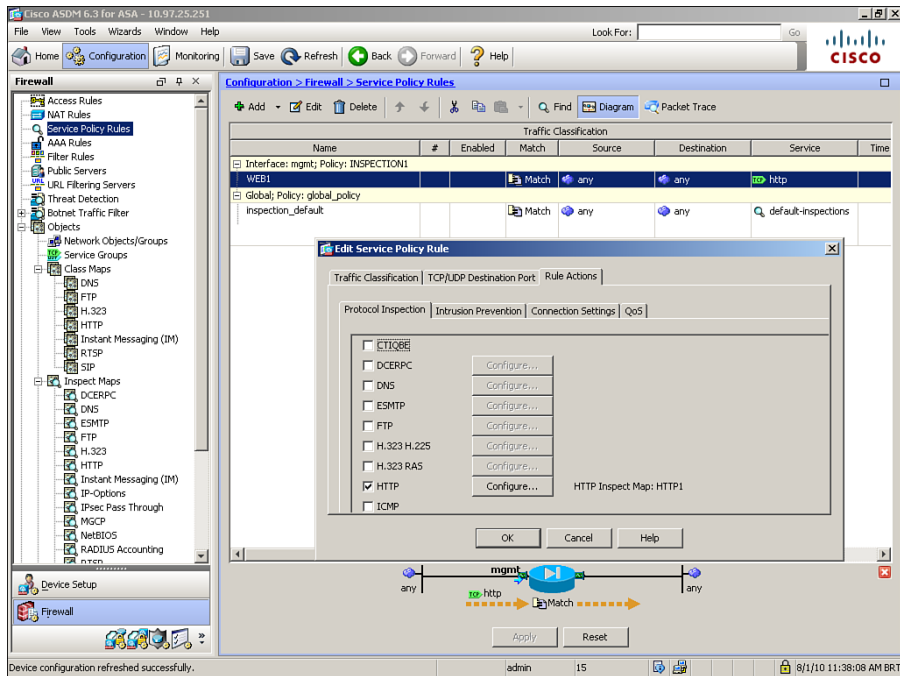 Cisco ASDM 6.3 for ASA - 10.97.25.251
File View Tools Wizards Window Help Look For: Go
Home Configuration Monitoring Save Refresh Back Forward Help
CISCO
Firewall
Access Rules
NAT Rules
Service Policy Rules
AAA Rules
Filter Rules
Public Servers
URL Filtering Servers
Threat Detection
Botnet Traffic Filter
Objects
Network Objects/Groups
Service Groups
Class Maps
DNS
FTP
H.323
HTTP
Instant Messaging (IM)
RTSP
SIP
Inspect Maps
DCERPC
DNS
ESMTP
FTP
H.323
HTTP
Instant Messaging (IM)
IP-Options
IPsec Pass Through
MGCP
NetBIOS
RADIUS Accounting
RTSP
Device Setup
Firewall
Configuration > Firewall > Service Policy Rules
Add Edit Delete Find Diagram Packet Trace
Traffic Classification
Name # Enabled Match Source Destination Service Time
Interface: mgmt; Policy: INSPECTION1
WEB1 Match any any TCP http
Global; Policy: global_policy
inspection_default Match any any default-inspections
Edit Service Policy Rule
Traffic Classification TCP/UDP Destination Port Rule Actions
Protocol Inspection Intrusion Prevention Connection Settings QoS
CTIQBE
DCERPC Configure...
DNS Configure...
ESMTP Configure...
FTP Configure...
H.323 H.225 Configure...
H.323 RAS Configure...
HTTP Configure... HTTP Inspect Map: HTTP1
ICMP
OK Cancel Help
mgmt
any any
TCP http
Match
Apply Reset
Device configuration refreshed successfully. admin 15 8/1/10 11:38:08 AM BRT